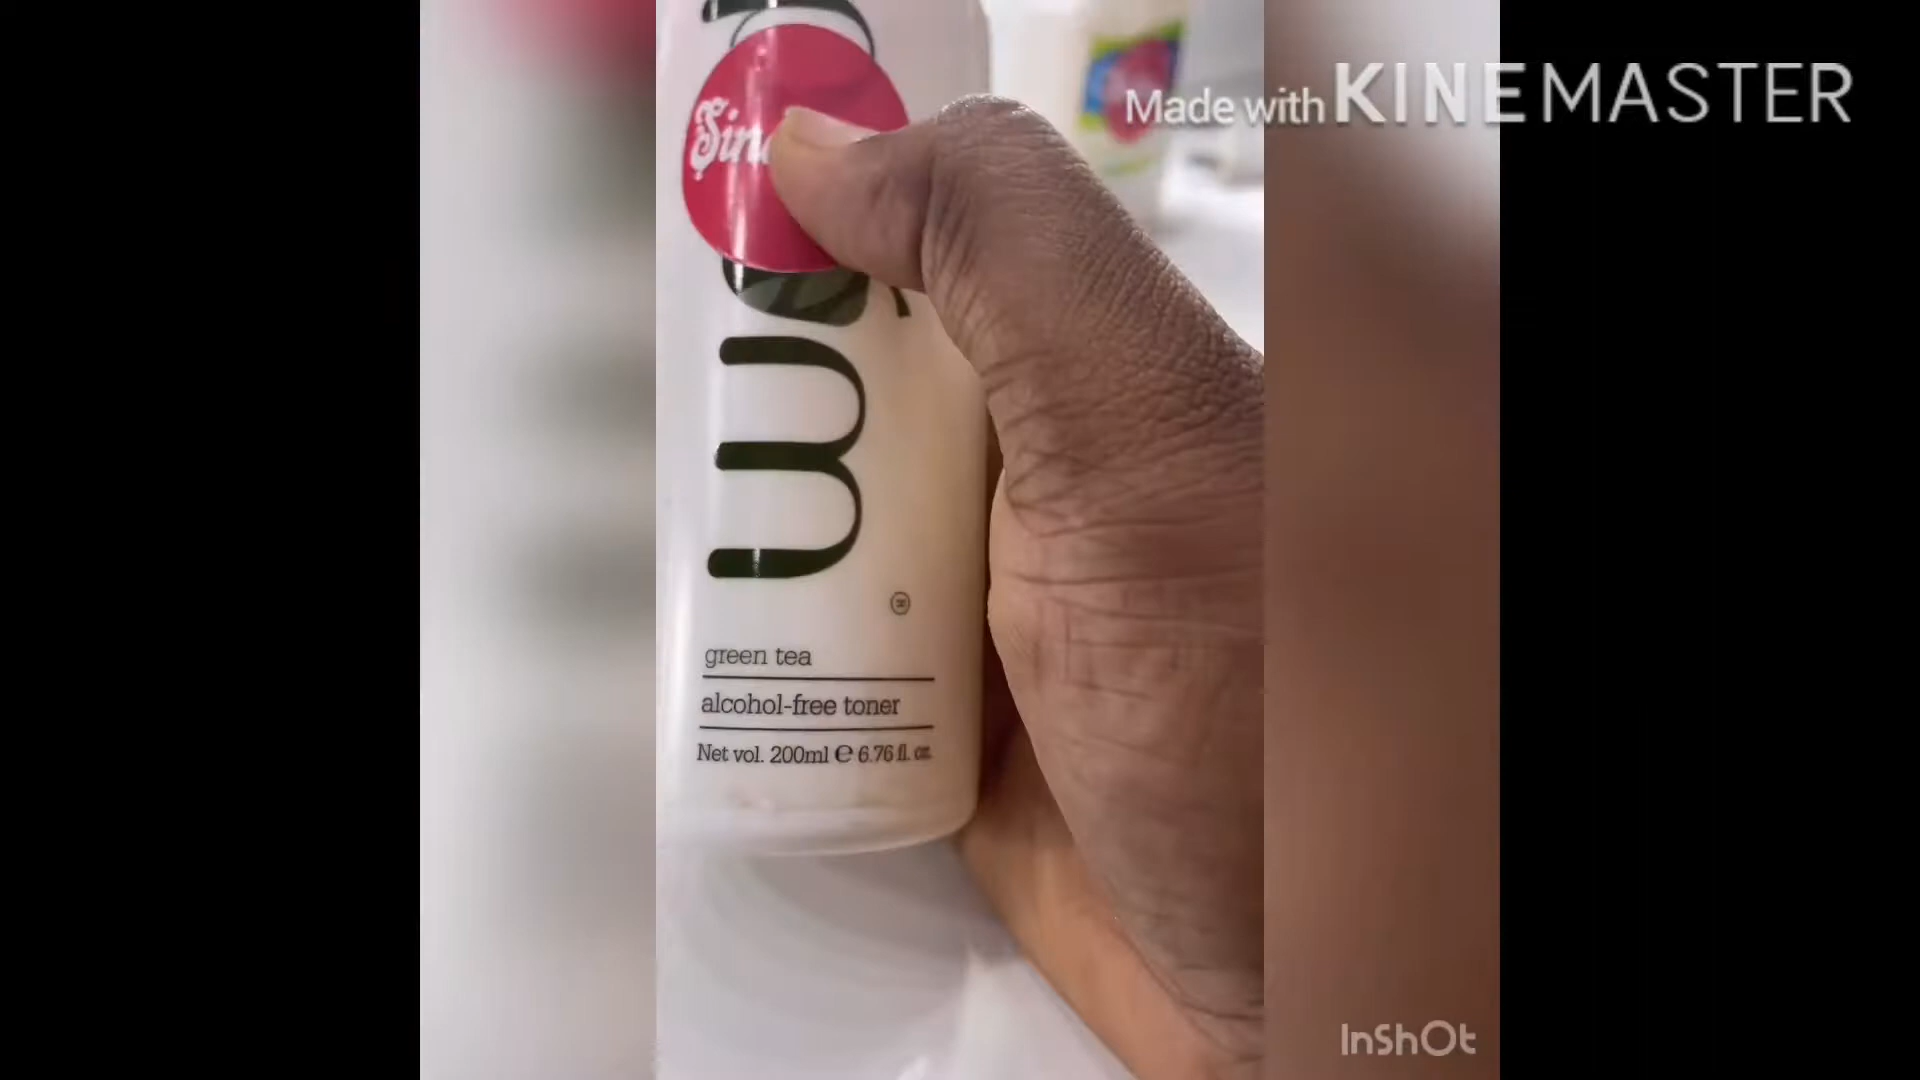 Made with KINEMASTER
green tea
alcohol-free toner
Net vol. 200ml ℮ 6.76 fl. oz.
InShOt